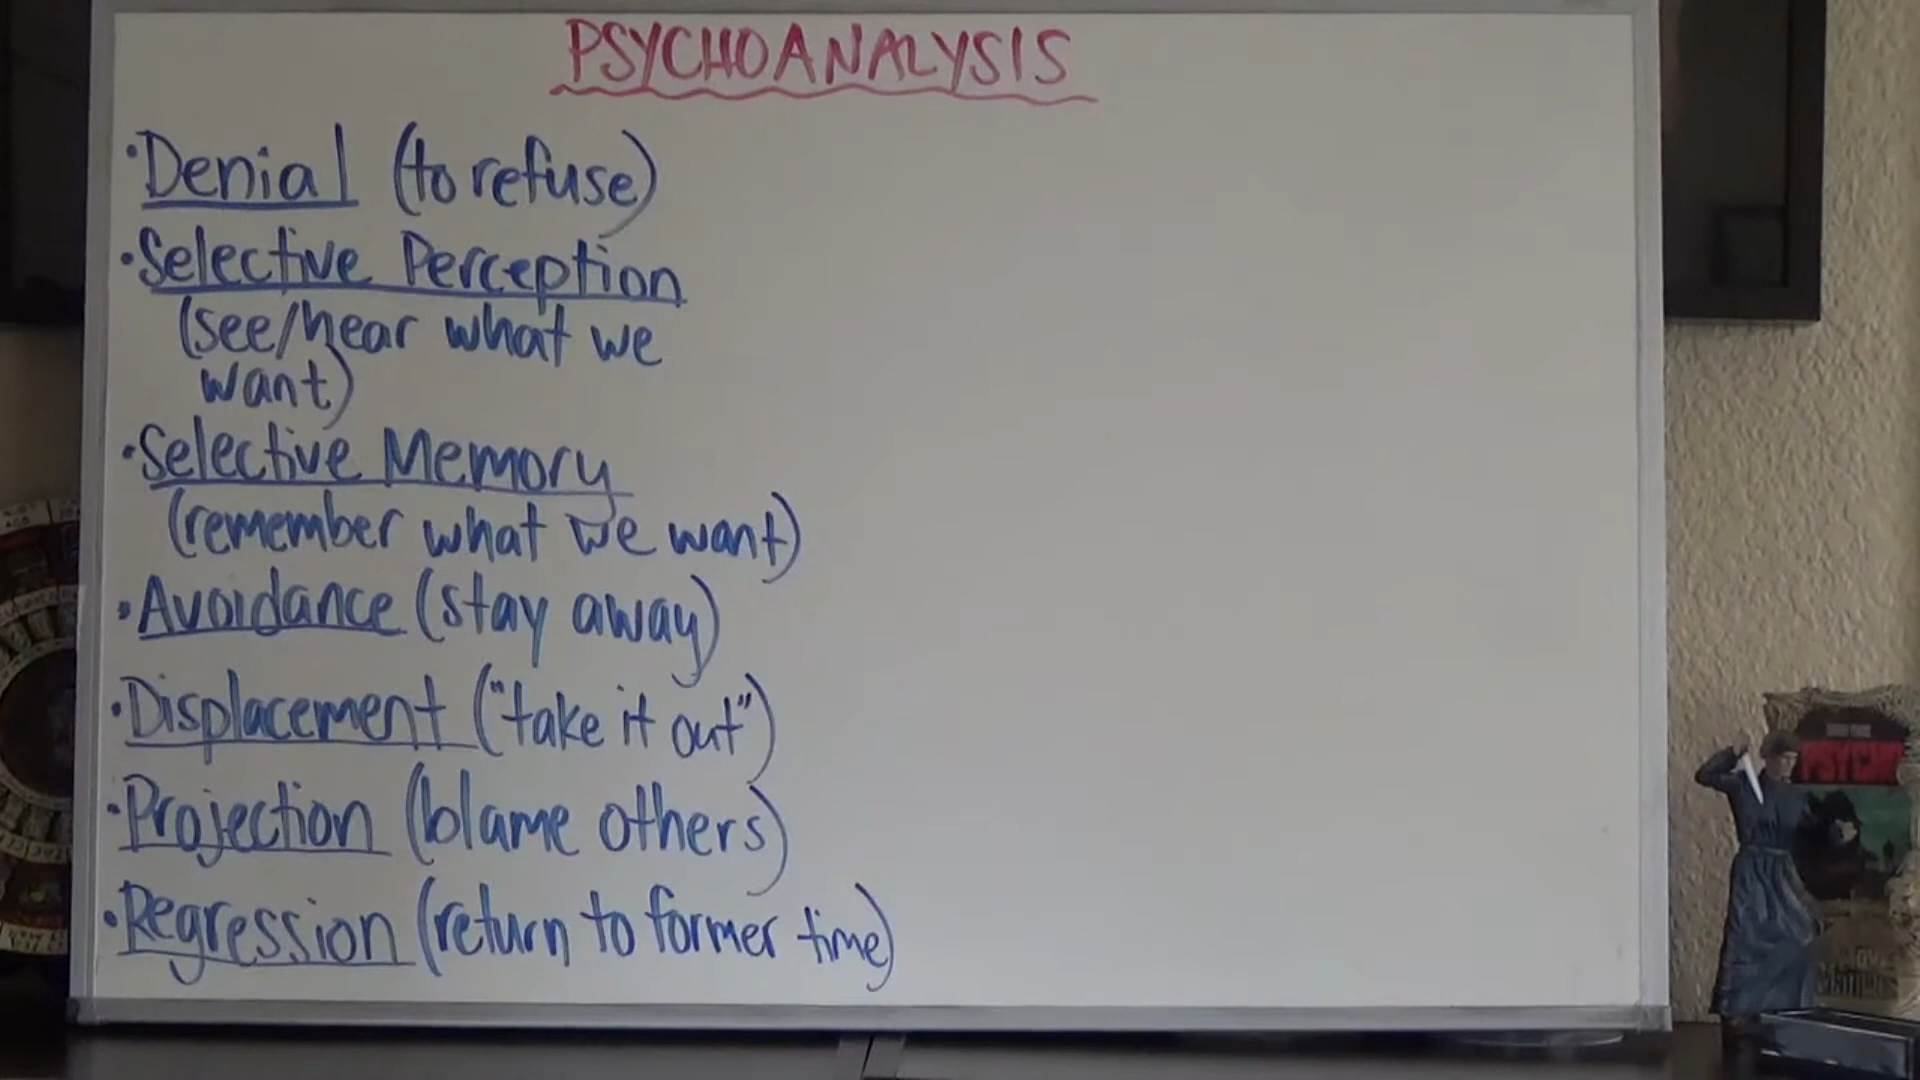 PSYCHOANALYSIS
•Denial (to refuse)
•Selective Perception
(see/hear what we
want)
•Selective Memory
(remember what we want)
•Avoidance (stay away)
•Displacement ("take it out")
•Projection (blame others)
•Regression (return to former time)
PSYCHO